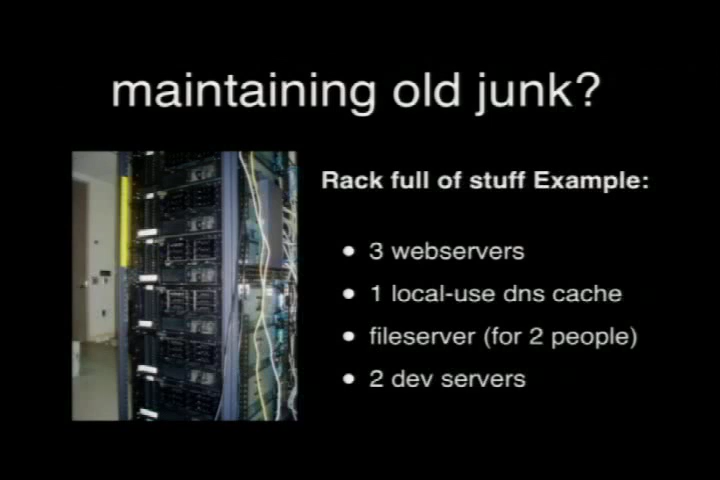 maintaining old junk?
Rack full of stuff Example:
• 3 webservers
• 1 local-use dns cache
• fileserver (for 2 people)
• 2 dev servers